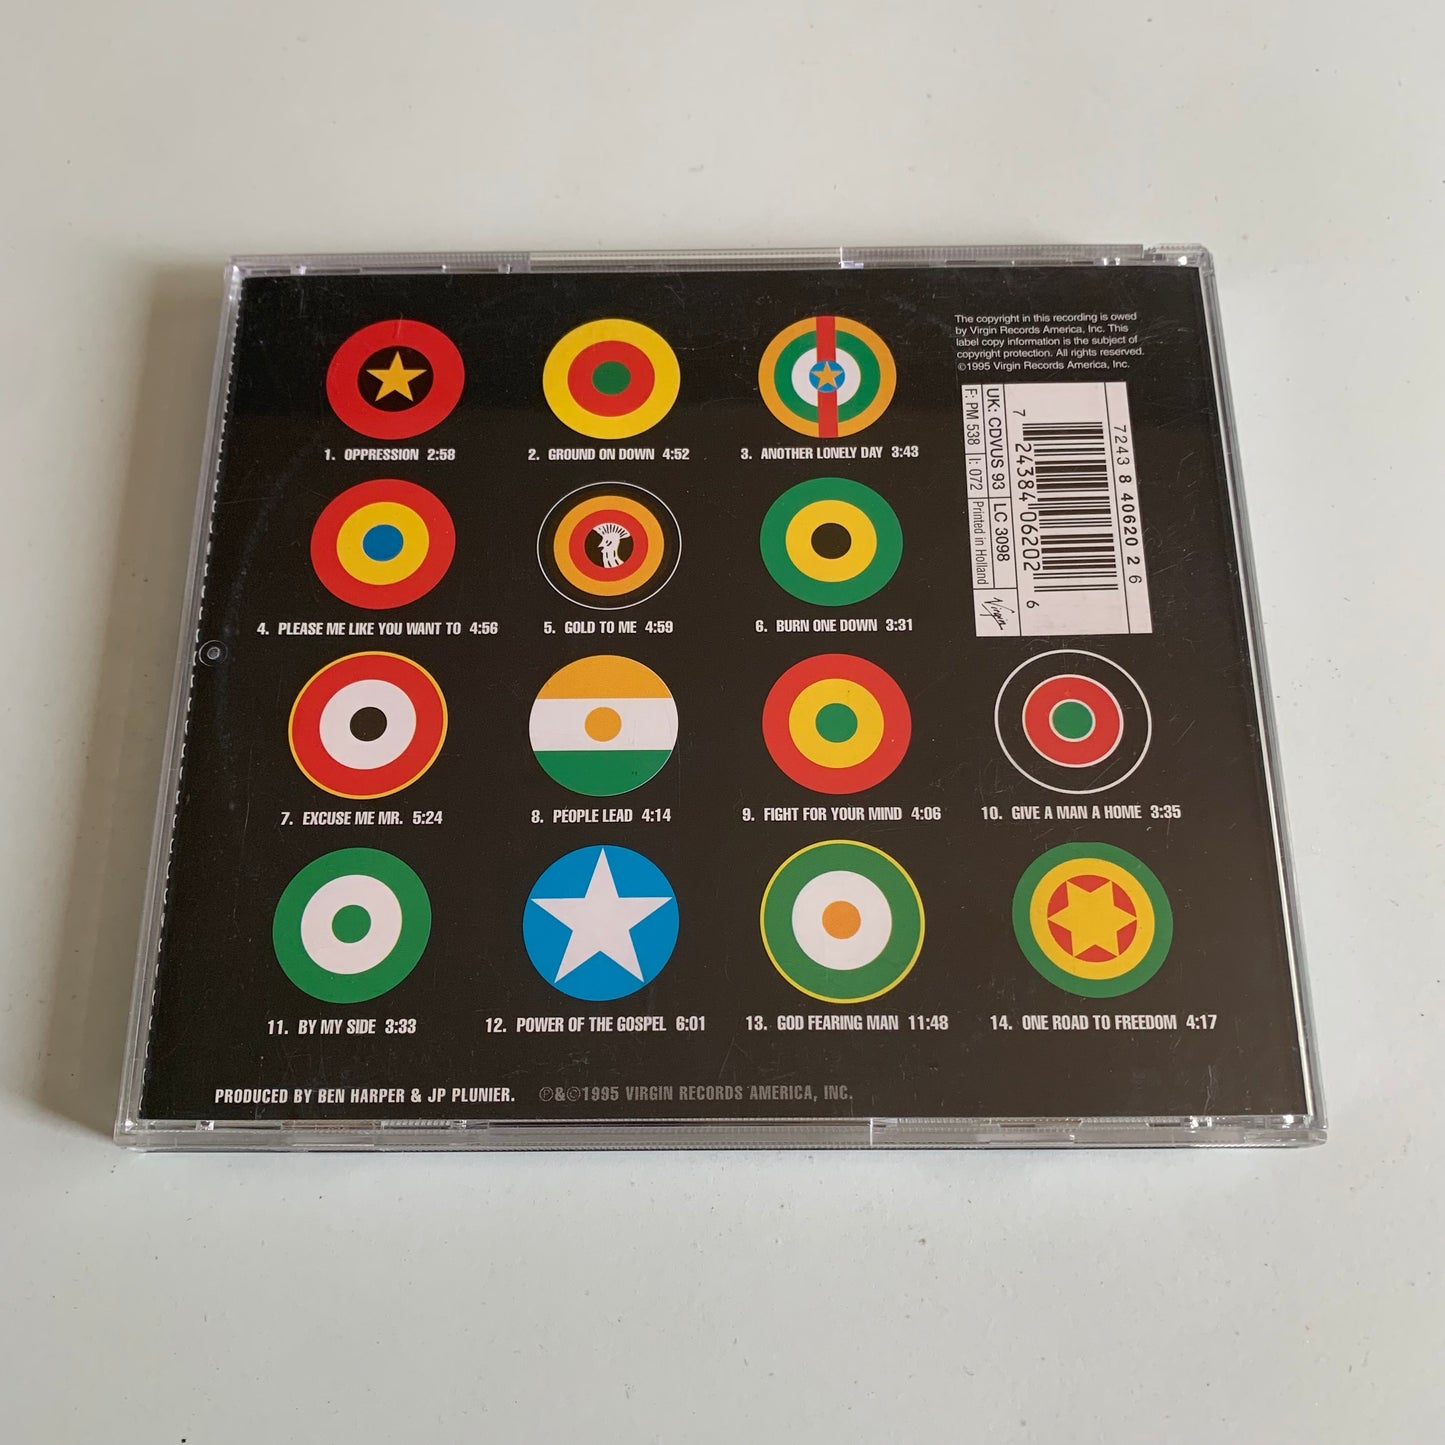 The copyright in this recording is owed
by Virgin Records America, Inc. This
label copy information is the subject of
copyright protection. All rights reserved.
©1995 Virgin Records America, Inc.
1. OPPRESSION 2:58
2. GROUND ON DOWN 4:52
3. ANOTHER LONELY DAY 3:43
7243 8 40620 2 6
7 24384 06202 6
UK: CDVUS 93
LC 3098
F: PM 538
I: 072
Printed in Holland
Virgin
4. PLEASE ME LIKE YOU WANT TO 4:56
5. GOLD TO ME 4:59
6. BURN ONE DOWN 3:31
7. EXCUSE ME MR. 5:24
8. PEOPLE LEAD 4:14
9. FIGHT FOR YOUR MIND 4:06
10. GIVE A MAN A HOME 3:35
11. BY MY SIDE 3:33
12. POWER OF THE GOSPEL 6:01
13. GOD FEARING MAN 11:48
14. ONE ROAD TO FREEDOM 4:17
PRODUCED BY BEN HARPER & JP PLUNIER. ℗&©1995 VIRGIN RECORDS AMERICA, INC.